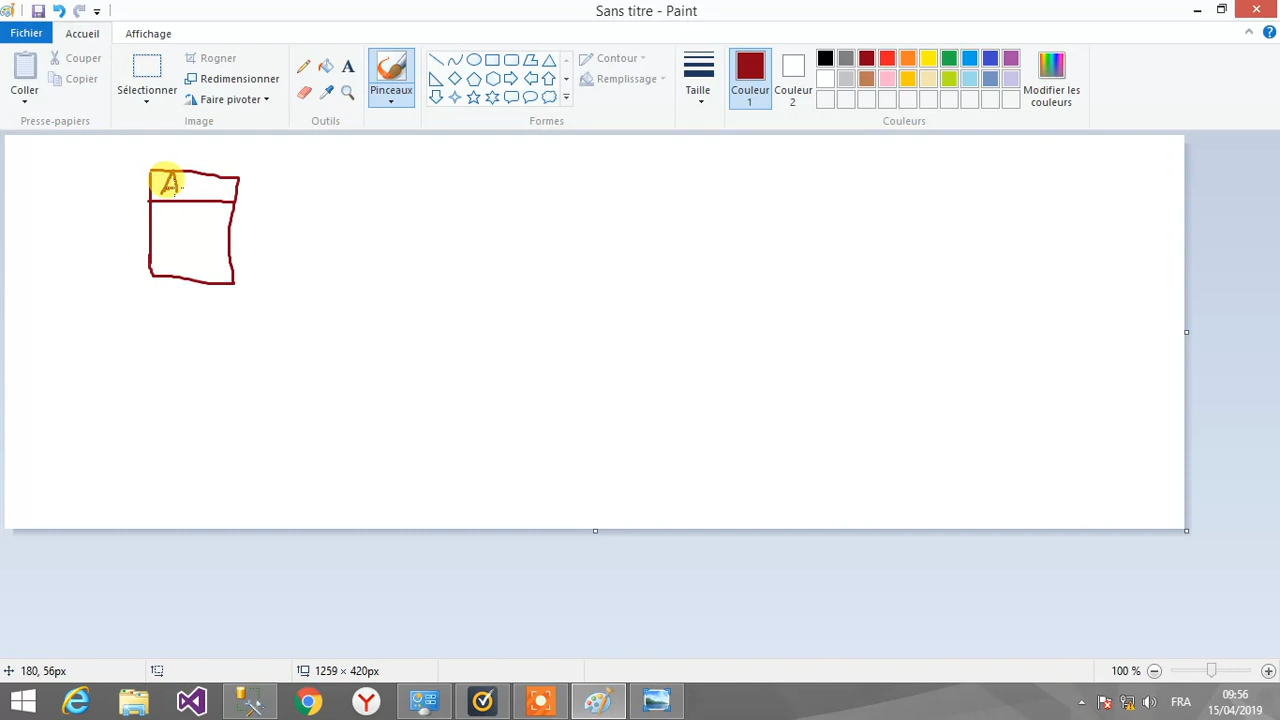 Sans titre - Paint
Fichier
Accueil
Affichage
Coller
Couper
Copier
Presse-papiers
Sélectionner
Rogner
Redimensionner
Faire pivoter
Image
A
Outils
Pinceaux
Contour
Remplissage
Formes
Taille
Couleur
1
Couleur
2
Modifier les
couleurs
Couleurs
A
180, 56px
1259 × 420px
100 %
FRA
09:56
15/04/2019